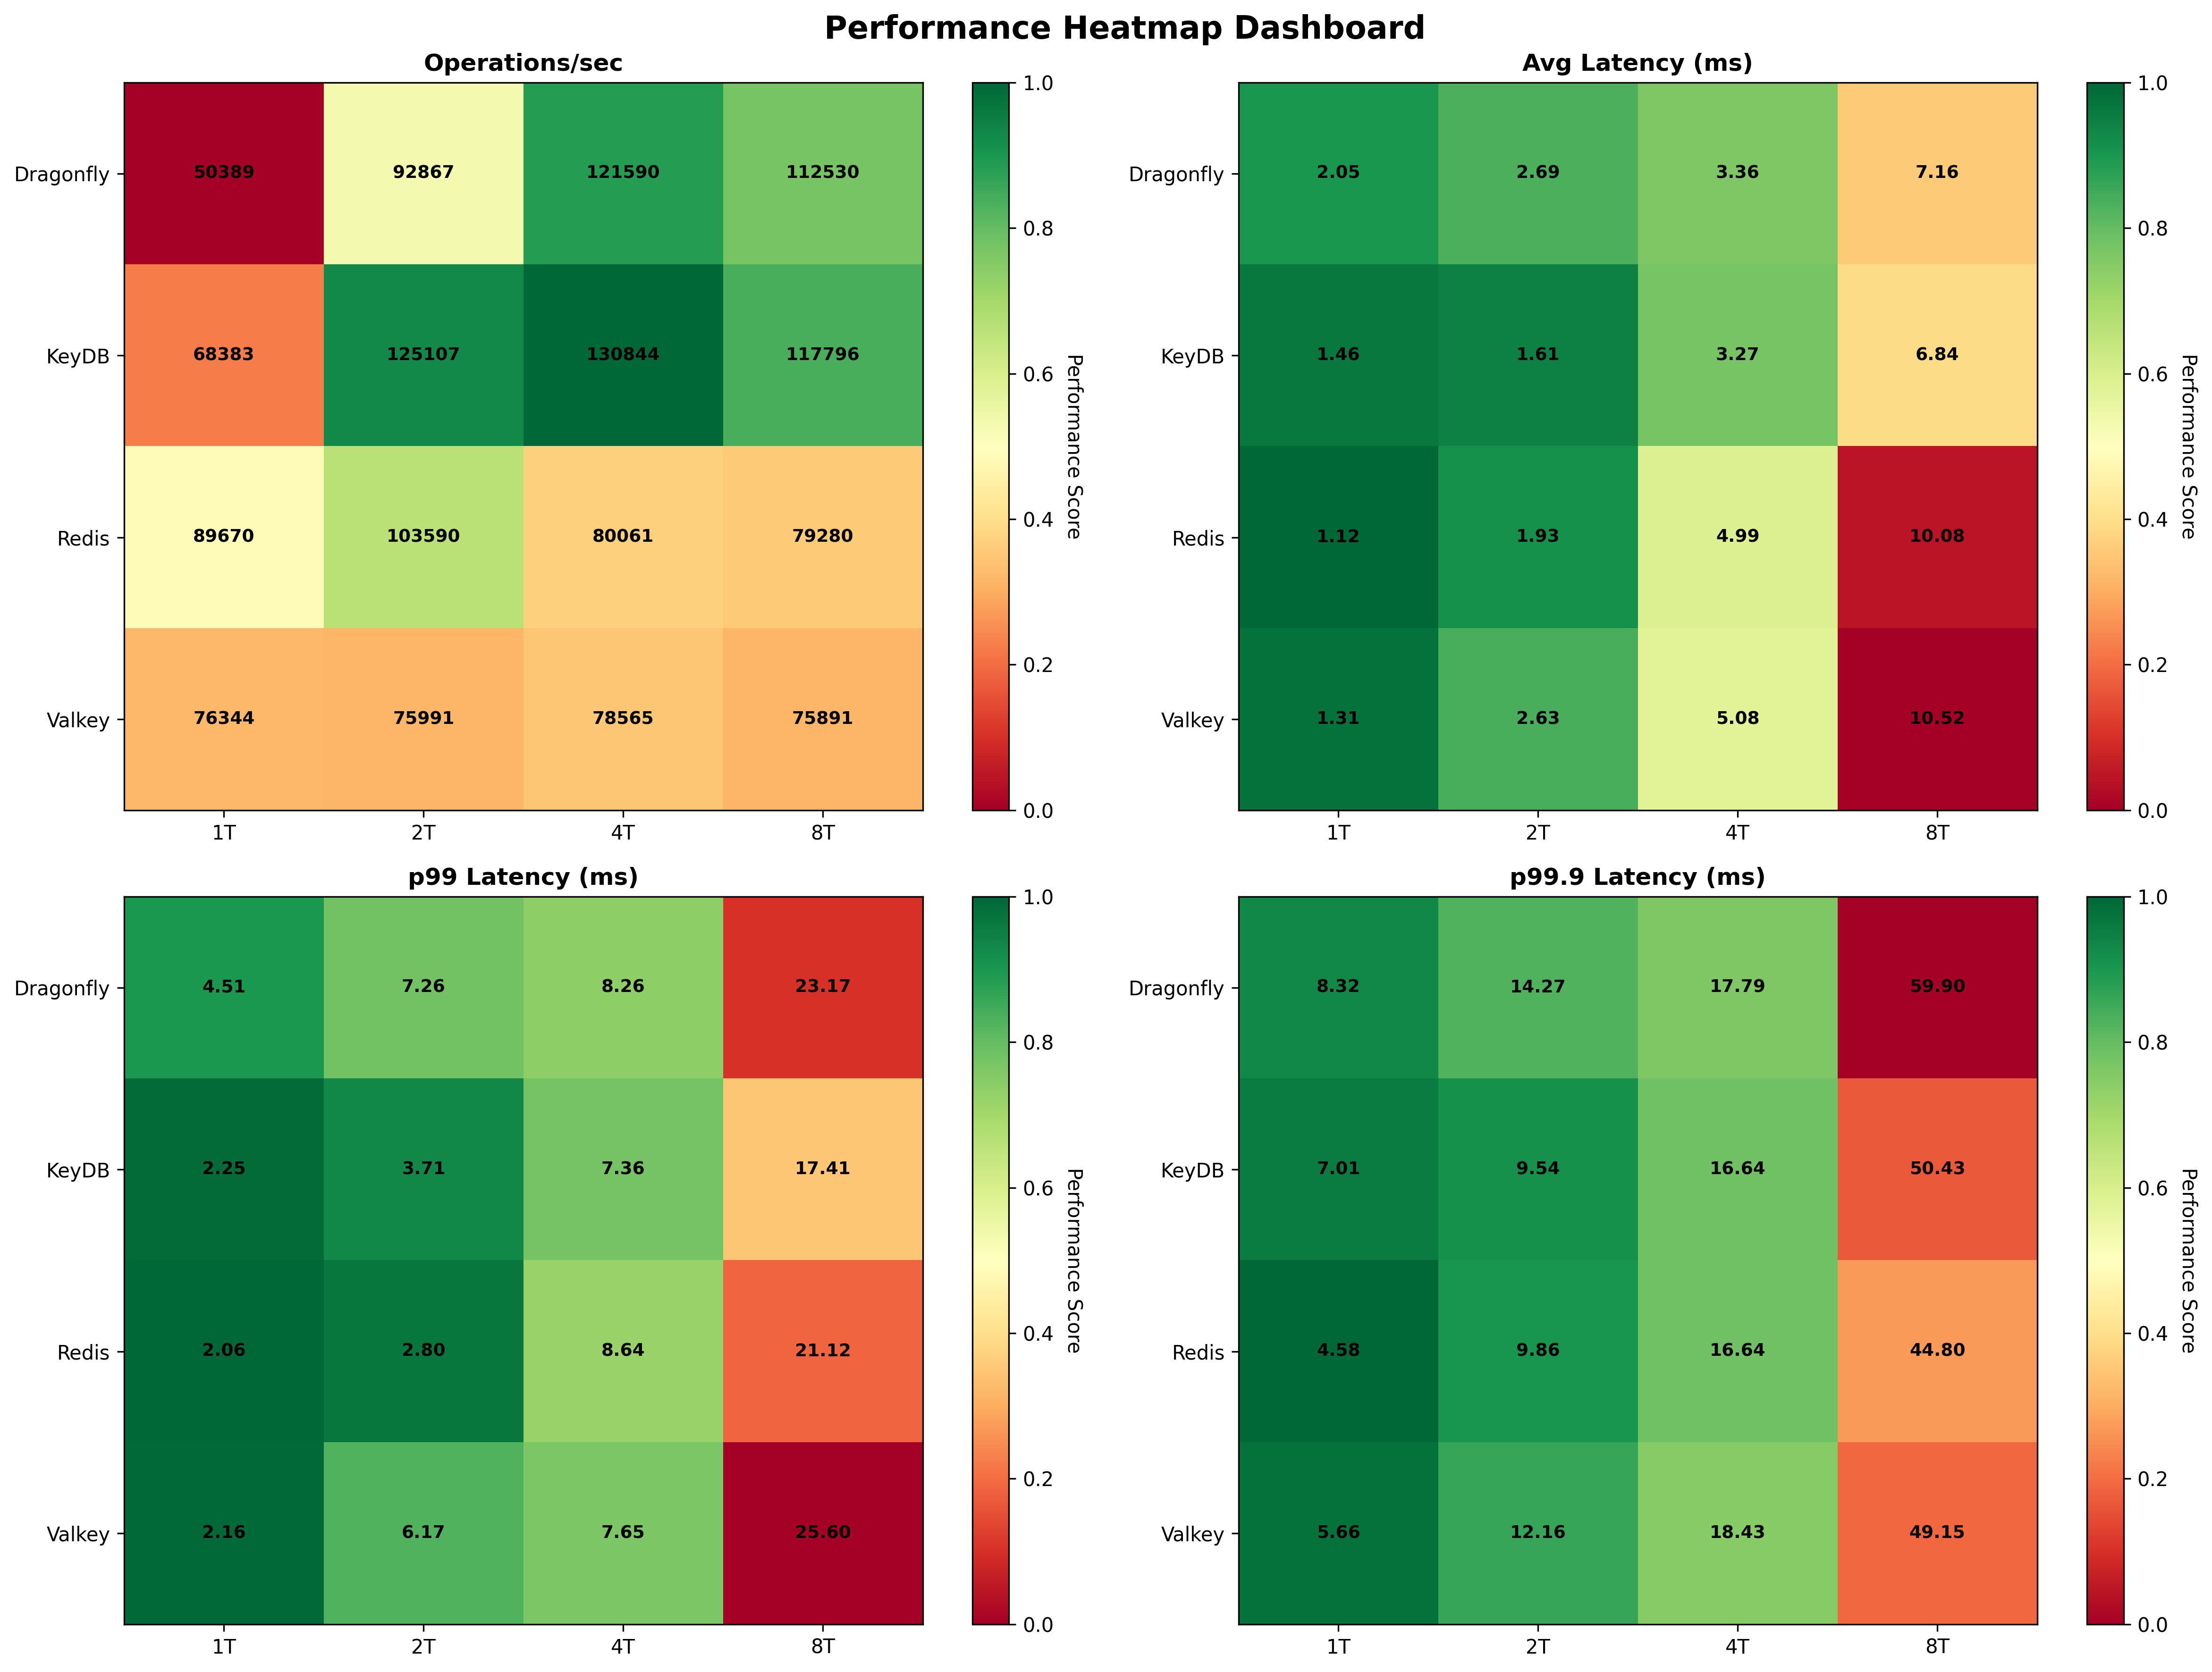 Performance Heatmap Dashboard
Operations/sec
Dragonfly 50389 92867 121590 112530
KeyDB 68383 125107 130844 117796
Redis 89670 103590 80061 79280
Valkey 76344 75991 78565 75891
1T 2T 4T 8T
1.0
0.8
0.6
0.4
0.2
0.0
Performance Score
Avg Latency (ms)
Dragonfly 2.05 2.69 3.36 7.16
KeyDB 1.46 1.61 3.27 6.84
Redis 1.12 1.93 4.99 10.08
Valkey 1.31 2.63 5.08 10.52
1T 2T 4T 8T
1.0
0.8
0.6
0.4
0.2
0.0
Performance Score
p99 Latency (ms)
Dragonfly 4.51 7.26 8.26 23.17
KeyDB 2.25 3.71 7.36 17.41
Redis 2.06 2.80 8.64 21.12
Valkey 2.16 6.17 7.65 25.60
1T 2T 4T 8T
1.0
0.8
0.6
0.4
0.2
0.0
Performance Score
p99.9 Latency (ms)
Dragonfly 8.32 14.27 17.79 59.90
KeyDB 7.01 9.54 16.64 50.43
Redis 4.58 9.86 16.64 44.80
Valkey 5.66 12.16 18.43 49.15
1T 2T 4T 8T
1.0
0.8
0.6
0.4
0.2
0.0
Performance Score